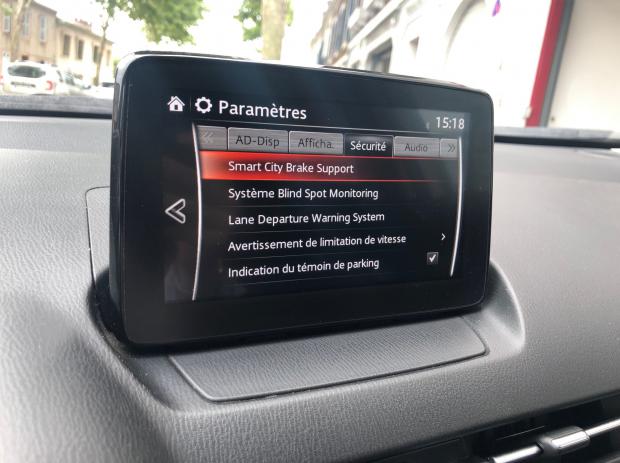 Paramètres
15:18
AD-Disp Afficha. Sécurité Audio
Smart City Brake Support
Système Blind Spot Monitoring
Lane Departure Warning System
Avertissement de limitation de vitesse
Indication du témoin de parking